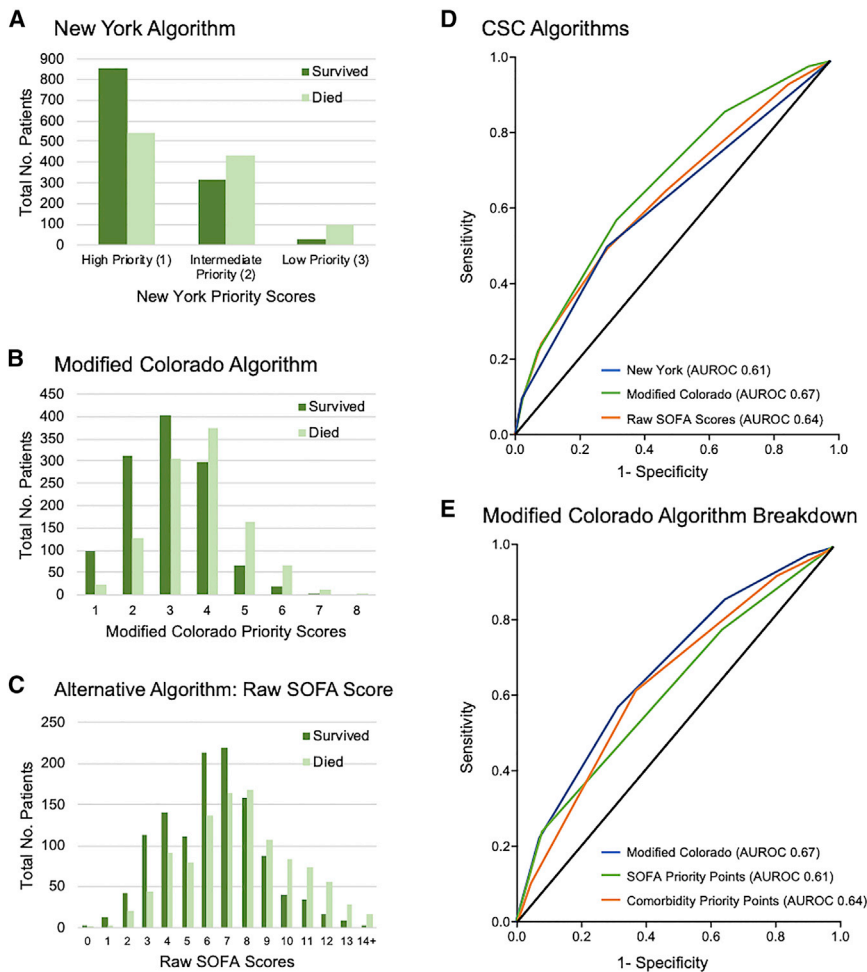 A New York Algorithm
900
800
700
600
500
400
300
200
100
0
Total No. Patients
Survived
Died
High Priority (1)
Intermediate
Priority (2)
Low Priority (3)
New York Priority Scores
B Modified Colorado Algorithm
450
400
350
300
250
200
150
100
50
0
Total No. Patients
Survived
Died
1 2 3 4 5 6 7 8
Modified Colorado Priority Scores
C Alternative Algorithm: Raw SOFA Score
250
200
150
100
50
0
Total No. Patients
Survived
Died
0 1 2 3 4 5 6 7 8 9 10 11 12 13 14+
Raw SOFA Scores
D CSC Algorithms
1.0
0.8
0.6
0.4
0.2
0.0
Sensitivity
New York (AUROC 0.61)
Modified Colorado (AUROC 0.67)
Raw SOFA Scores (AUROC 0.64)
0.0 0.2 0.4 0.6 0.8 1.0
1- Specificity
E Modified Colorado Algorithm Breakdown
1.0
0.8
0.6
0.4
0.2
0.0
Sensitivity
Modified Colorado (AUROC 0.67)
SOFA Priority Points (AUROC 0.61)
Comorbidity Priority Points (AUROC 0.64)
0.0 0.2 0.4 0.6 0.8 1.0
1- Specificity